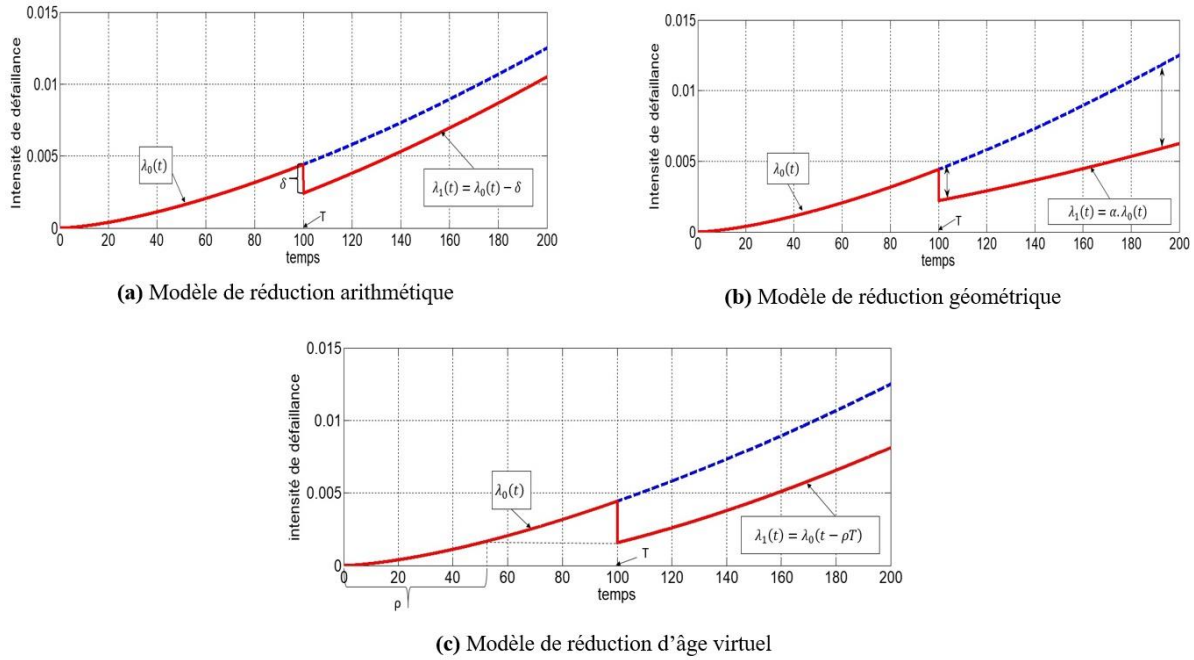 Intensité de défaillance
0.015
0.01
0.005
0
λ₀(t)
δ
λ₁(t) = λ₀(t) − δ
T
0 20 40 60 80 100 120 140 160 180 200
temps
(a) Modèle de réduction arithmétique
Intensité de défaillance
0.015
0.01
0.005
0
λ₀(t)
λ₁(t) = α.λ₀(t)
T
0 20 40 60 80 100 120 140 160 180 200
temps
(b) Modèle de réduction géométrique
intensité de défaillance
0.015
0.01
0.005
0
λ₀(t)
λ₁(t) = λ₀(t − ρT)
T
0 20 40 60 80 100 120 140 160 180 200
ρ
temps
(c) Modèle de réduction d’âge virtuel